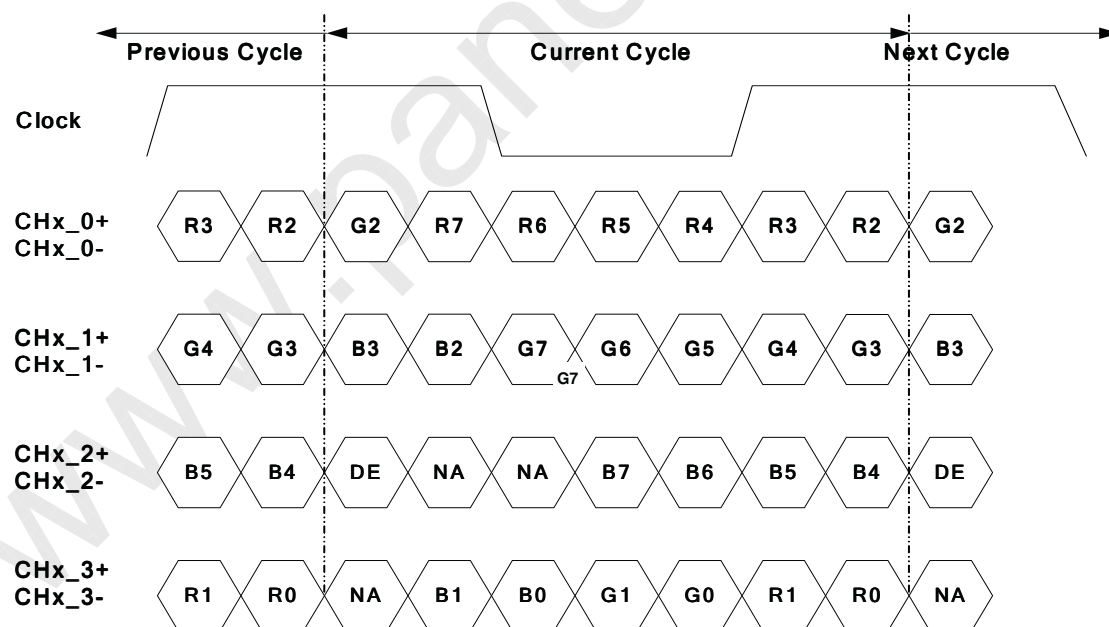 Previous Cycle Current Cycle Next Cycle
Clock
CHx_0+
CHx_0-
R3 R2 G2 R7 R6 R5 R4 R3 R2 G2
CHx_1+
CHx_1-
G4 G3 B3 B2 G7 G6 G5 G4 G3 B3
G7
CHx_2+
CHx_2-
B5 B4 DE NA NA B7 B6 B5 B4 DE
CHx_3+
CHx_3-
R1 R0 NA B1 B0 G1 G0 R1 R0 NA
www.pane